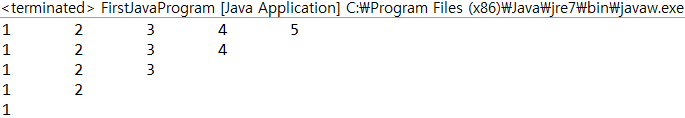 <terminated> FirstJavaProgram [Java Application] C:₩Program Files (x86)₩Java₩jre7₩bin₩javaw.exe
1 2 3 4 5
1 2 3 4
1 2 3
1 2
1